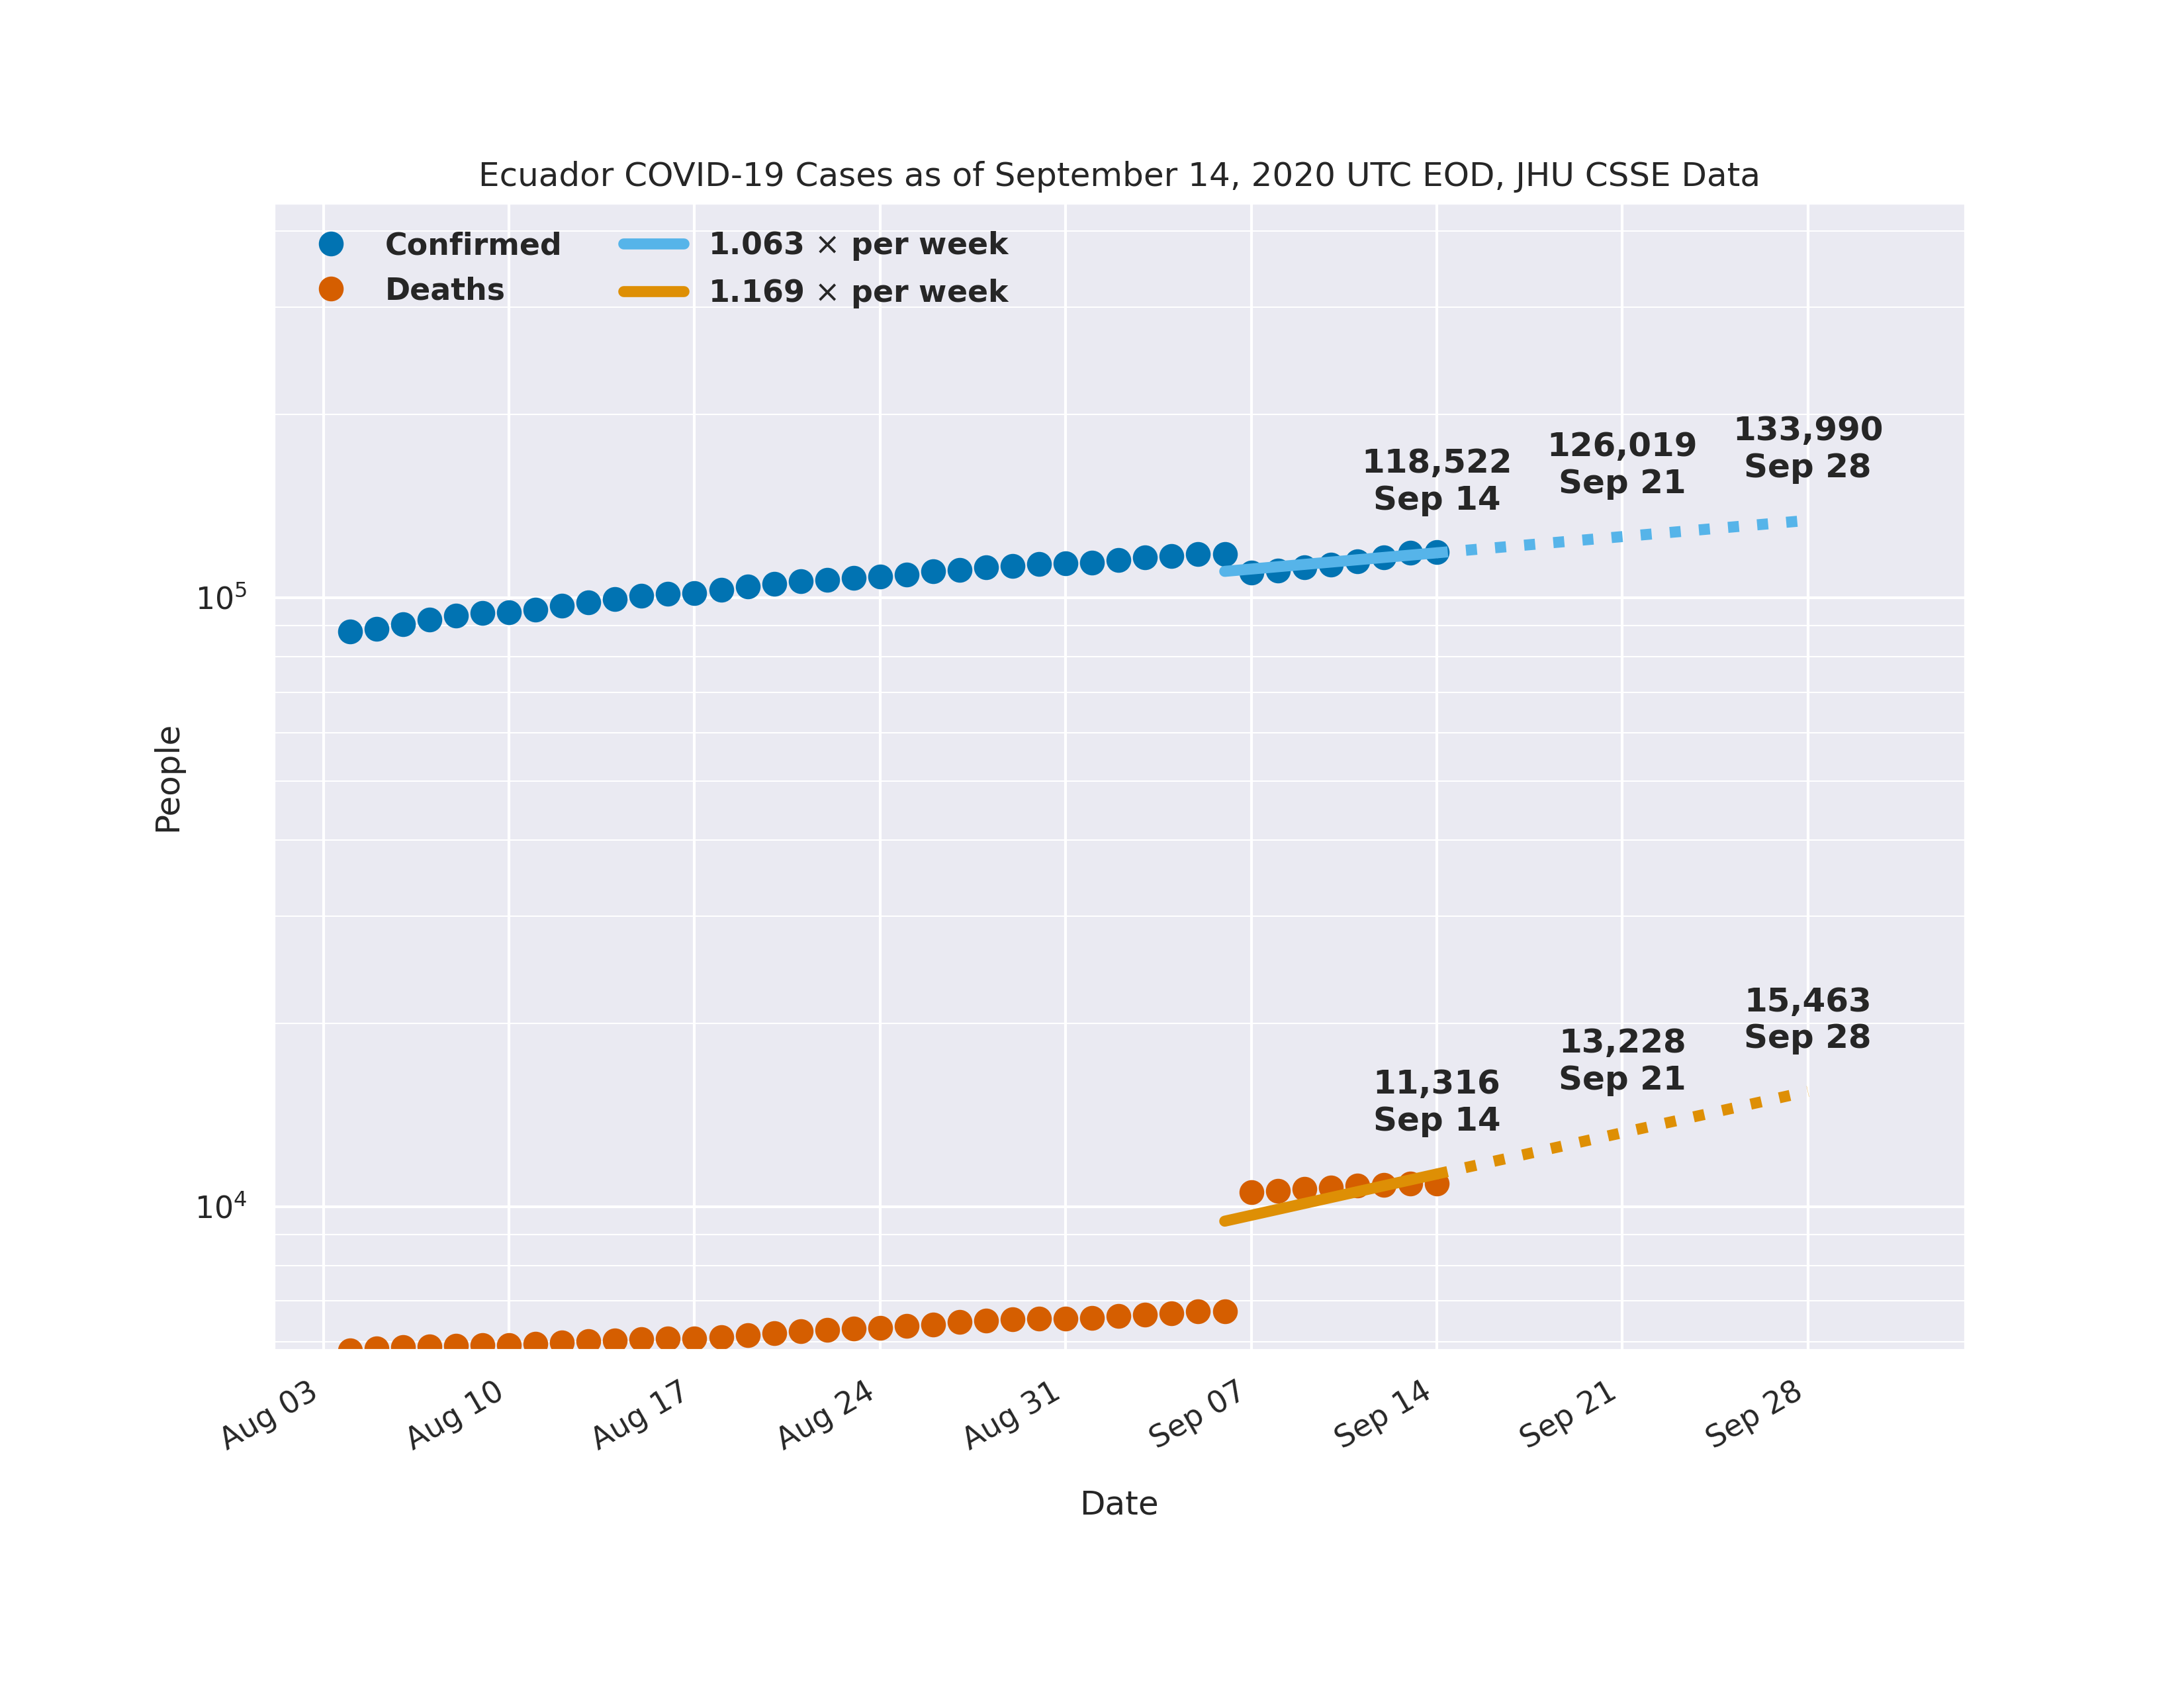 Ecuador COVID-19 Cases as of September 14, 2020 UTC EOD, JHU CSSE Data
Confirmed
Deaths
1.063 × per week
1.169 × per week
133,990
Sep 28
126,019
Sep 21
118,522
Sep 14
15,463
Sep 28
13,228
Sep 21
11,316
Sep 14
People
10⁵
10⁴
Aug 03
Aug 10
Aug 17
Aug 24
Aug 31
Sep 07
Sep 14
Sep 21
Sep 28
Date